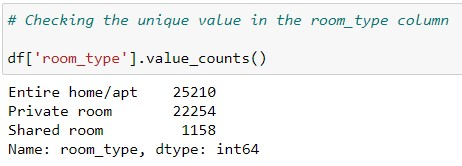 # Checking the unique value in the room_type column
df['room_type'].value_counts()
Entire home/apt    25210
Private room       22254
Shared room         1158
Name: room_type, dtype: int64